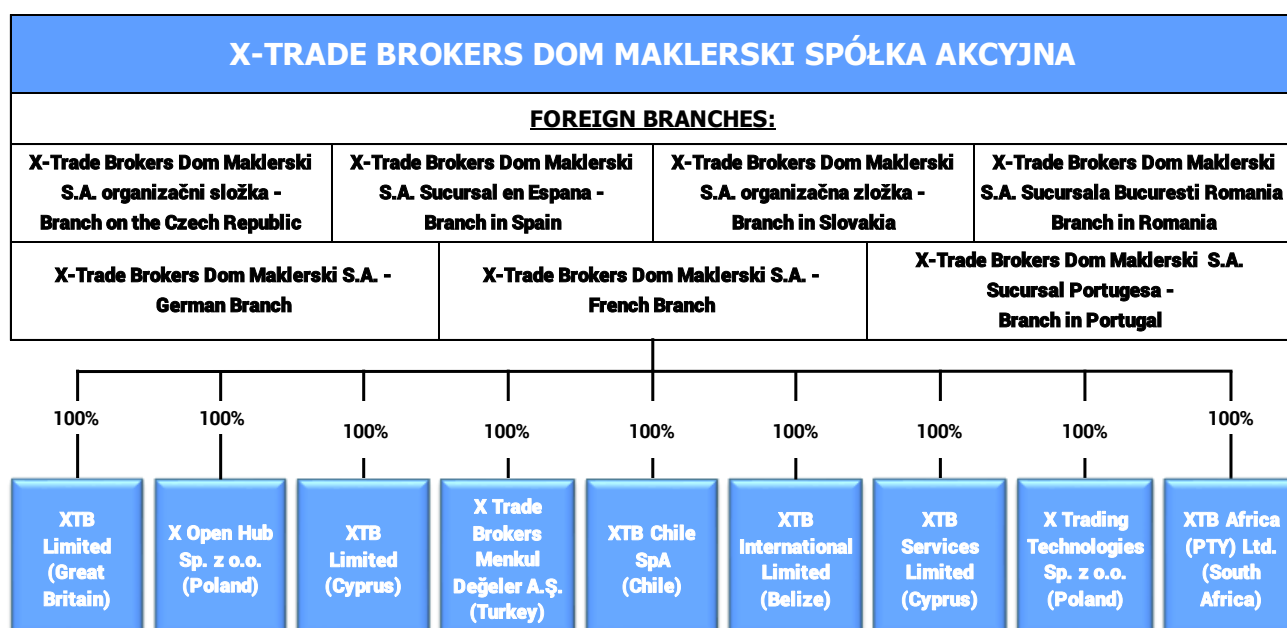 X-TRADE BROKERS DOM MAKLERSKI SPÓŁKA AKCYJNA
FOREIGN BRANCHES:
X-Trade Brokers Dom Maklerski
S.A. organizačni složka -
Branch on the Czech Republic
X-Trade Brokers Dom Maklerski
S.A. Sucursal en Espana -
Branch in Spain
X-Trade Brokers Dom Maklerski
S.A. organizačna zložka -
Branch in Slovakia
X-Trade Brokers Dom Maklerski
S.A. Sucursala Bucuresti Romania
Branch in Romania
X-Trade Brokers Dom Maklerski S.A. -
German Branch
X-Trade Brokers Dom Maklerski S.A. -
French Branch
X-Trade Brokers Dom Maklerski S.A.
Sucursal Portugesa -
Branch in Portugal
100%
100%
100%
100%
100%
100%
100%
100%
100%
XTB
Limited
(Great
Britain)
X Open Hub
Sp. z o.o.
(Poland)
XTB
Limited
(Cyprus)
X Trade
Brokers
Menkul
Değeler A.Ş.
(Turkey)
XTB Chile
SpA
(Chile)
XTB
International
Limited
(Belize)
XTB
Services
Limited
(Cyprus)
X Trading
Technologies
Sp. z o.o.
(Poland)
XTB Africa
(PTY) Ltd.
(South
Africa)